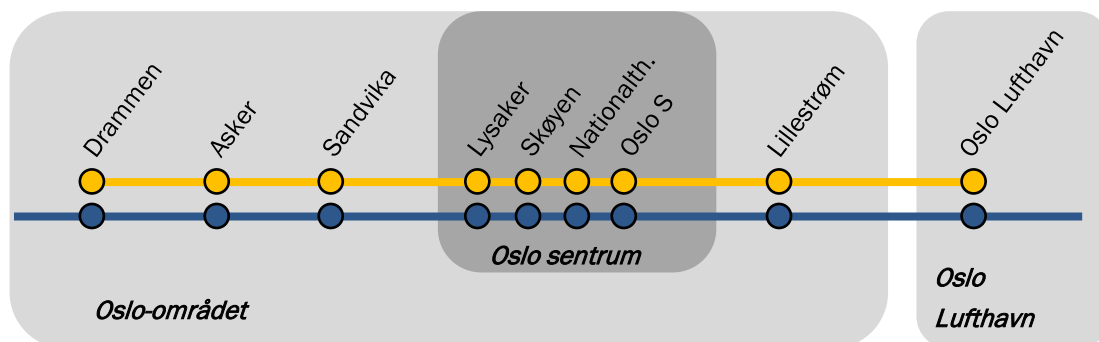 Drammen
Asker
Sandvika
Lysaker
Skøyen
Nationalth.
Oslo S
Lillestrøm
Oslo Lufthavn
Oslo sentrum
Oslo-området
Oslo
Lufthavn